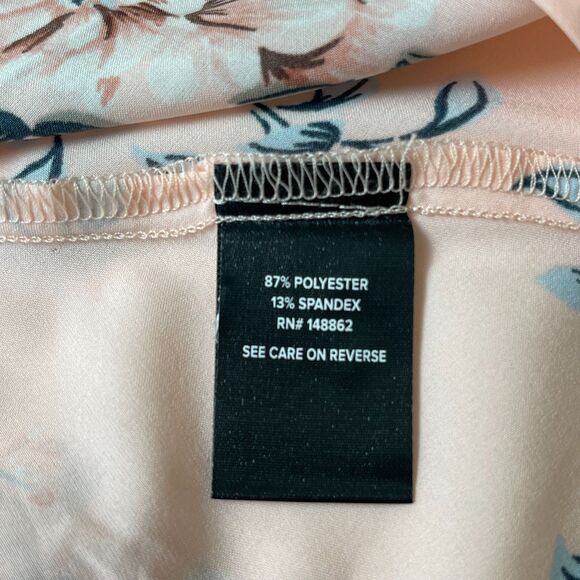 87% POLYESTER
13% SPANDEX
RN# 148862
SEE CARE ON REVERSE